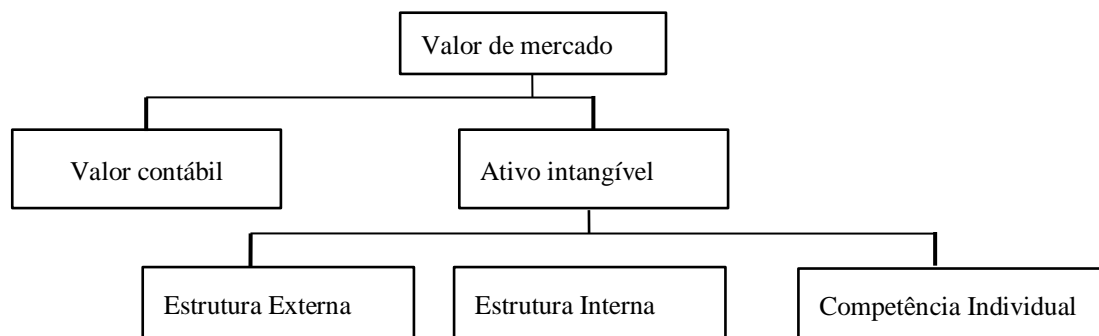 Valor de mercado
Valor contábil
Ativo intangível
Estrutura Externa
Estrutura Interna
Competência Individual